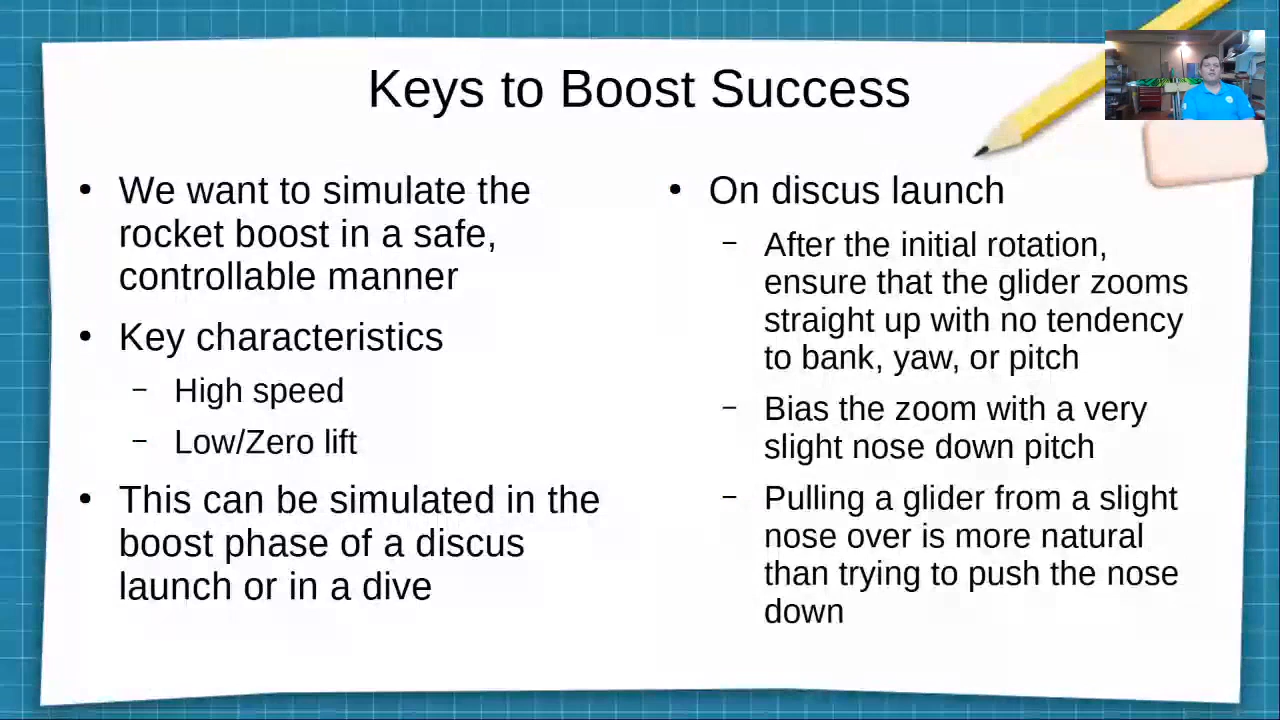 Keys to Boost Success
We want to simulate the
rocket boost in a safe,
controllable manner
Key characteristics
High speed
Low/Zero lift
This can be simulated in the
boost phase of a discus
launch or in a dive
On discus launch
After the initial rotation,
ensure that the glider zooms
straight up with no tendency
to bank, yaw, or pitch
Bias the zoom with a very
slight nose down pitch
Pulling a glider from a slight
nose over is more natural
than trying to push the nose
down